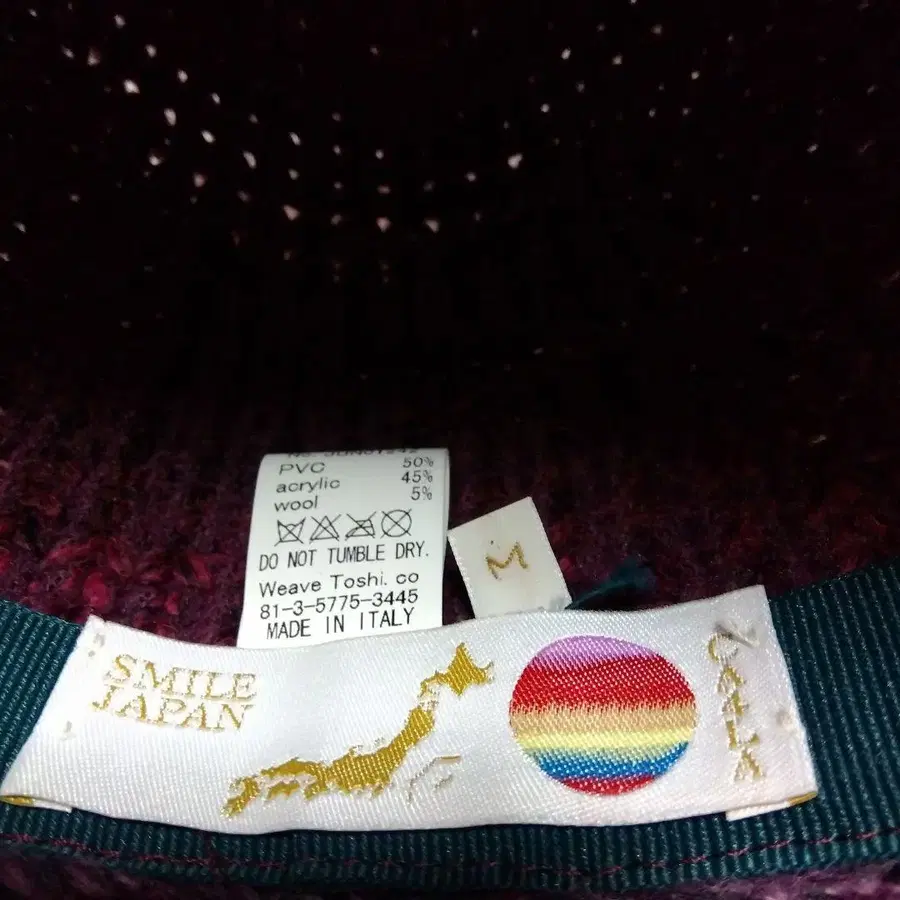 PVC 50%
acrylic 45%
wool 5%
DO NOT TUMBLE DRY.
Weave Toshi. co
81-3-5775-3445
MADE IN ITALY
M
SMILE
JAPAN
CA4LA